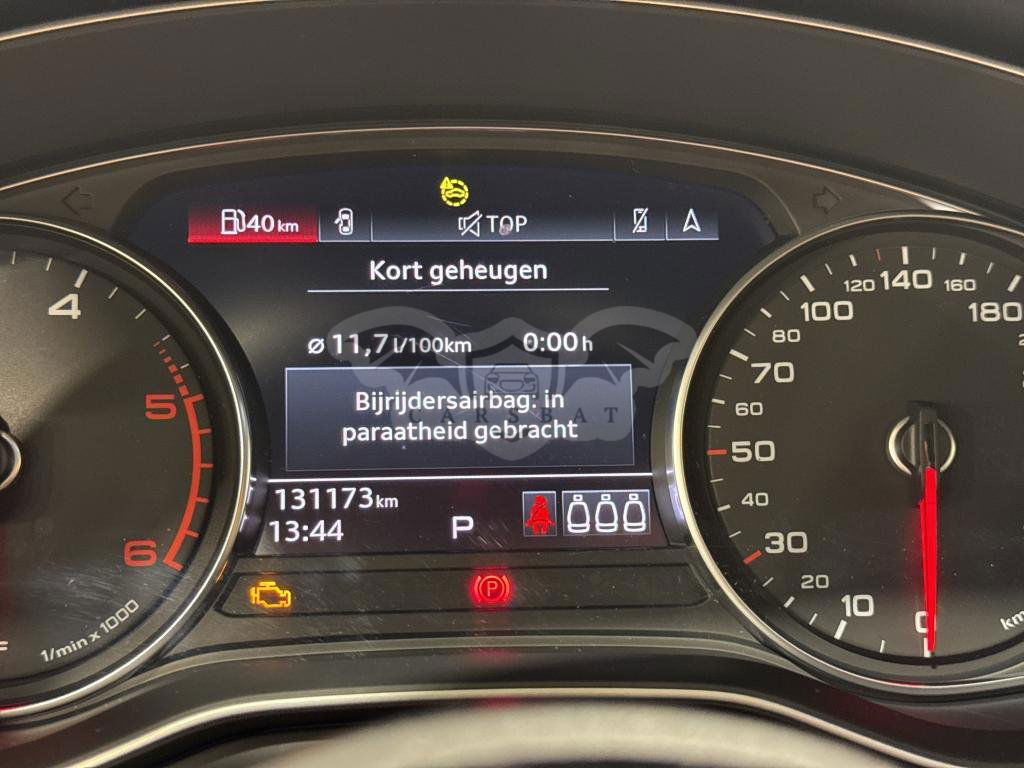 40 km
TOP
Kort geheugen
ø 11,7 l/100km 0:00 h
Bijrijdersairbag: in
paraatheid gebracht
CARSBAT
131173 km
13:44
P
P
4
5
6
1/min x 1000
0
10
20
30
40
50
60
70
80
100
120
140
160
180
km